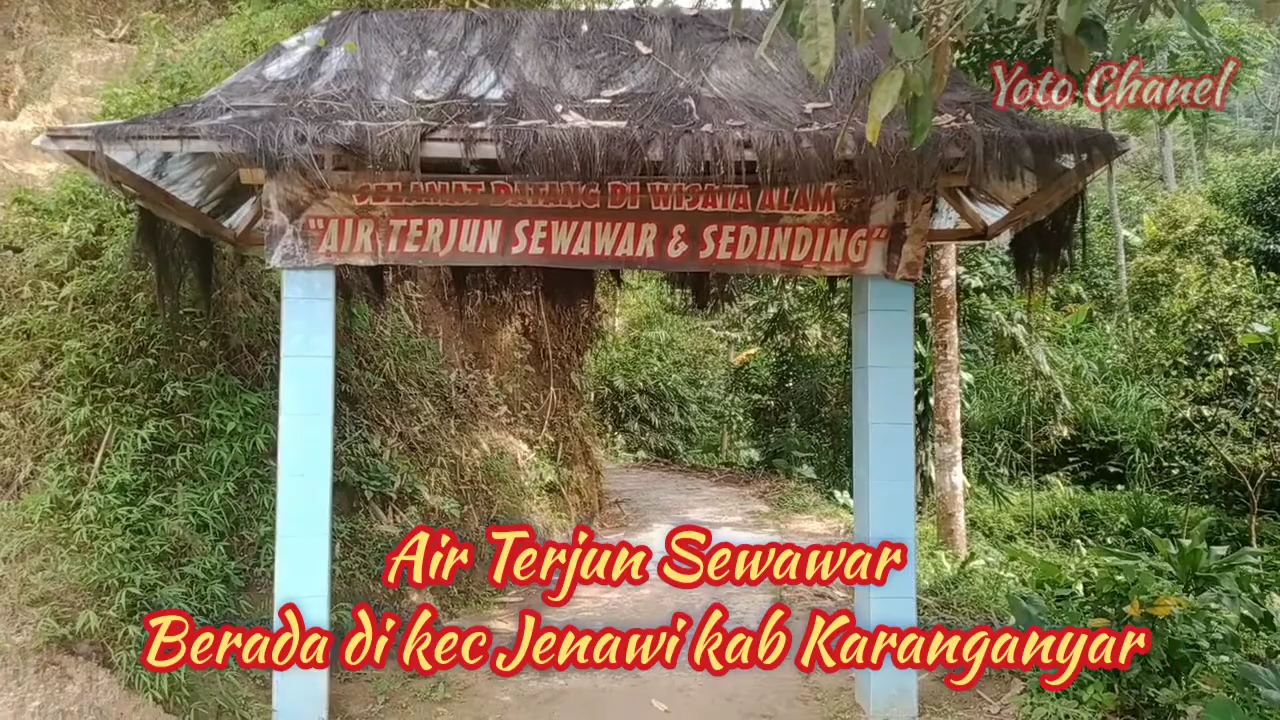 Yoto Chanel
SELAMAT DATANG DI WISATA ALAM
"AIR TERJUN SEWAWAR & SEDINDING"
Air Terjun Sewawar
Berada di kec Jenawi kab Karanganyar